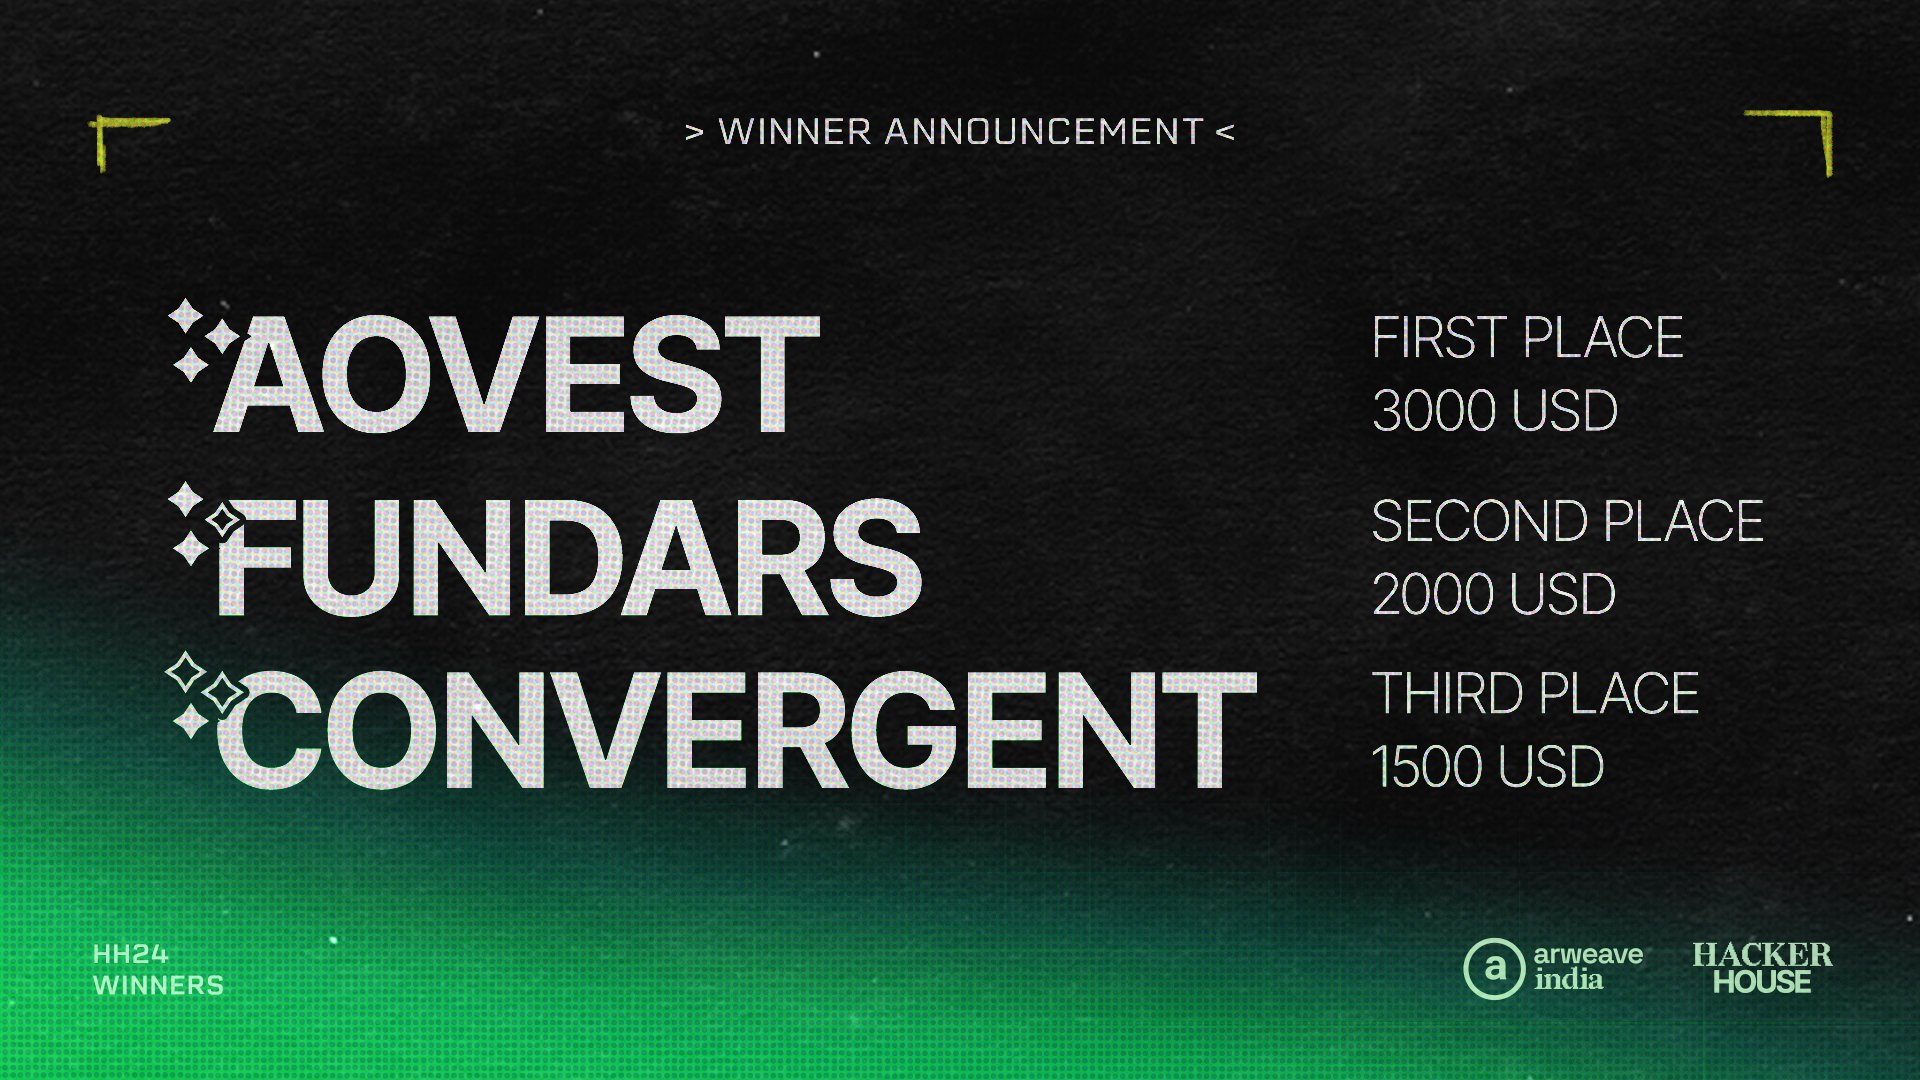 > WINNER ANNOUNCEMENT <
AOVEST
FIRST PLACE
3000 USD
FUNDARS
SECOND PLACE
2000 USD
CONVERGENT
THIRD PLACE
1500 USD
HH24
WINNERS
a
arweave
india
HACKER
HOUSE